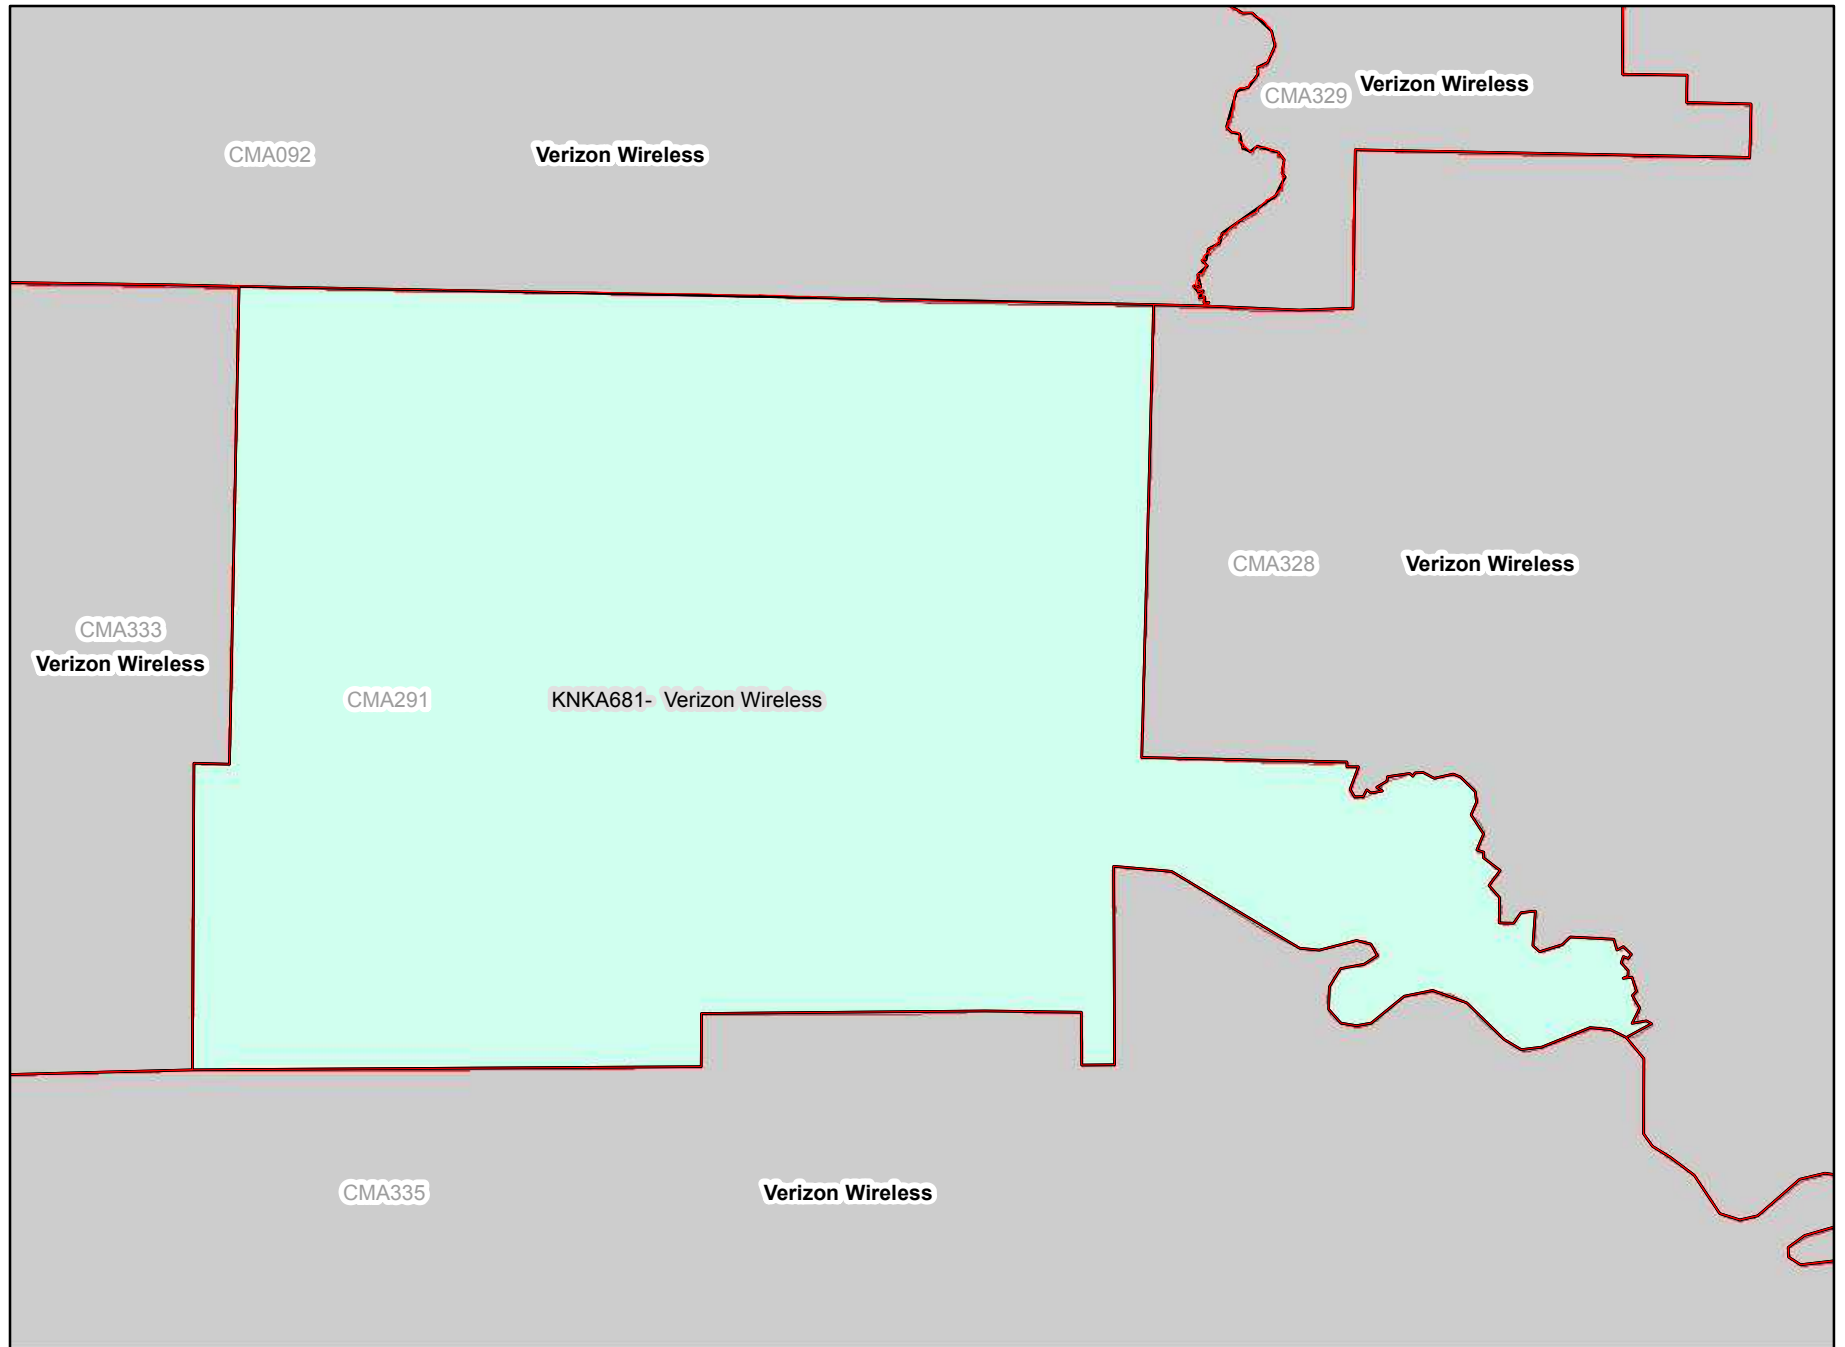 CMA329 Verizon Wireless
CMA092 Verizon Wireless
CMA328 Verizon Wireless
CMA333
Verizon Wireless
CMA291 KNKA681- Verizon Wireless
CMA335 Verizon Wireless